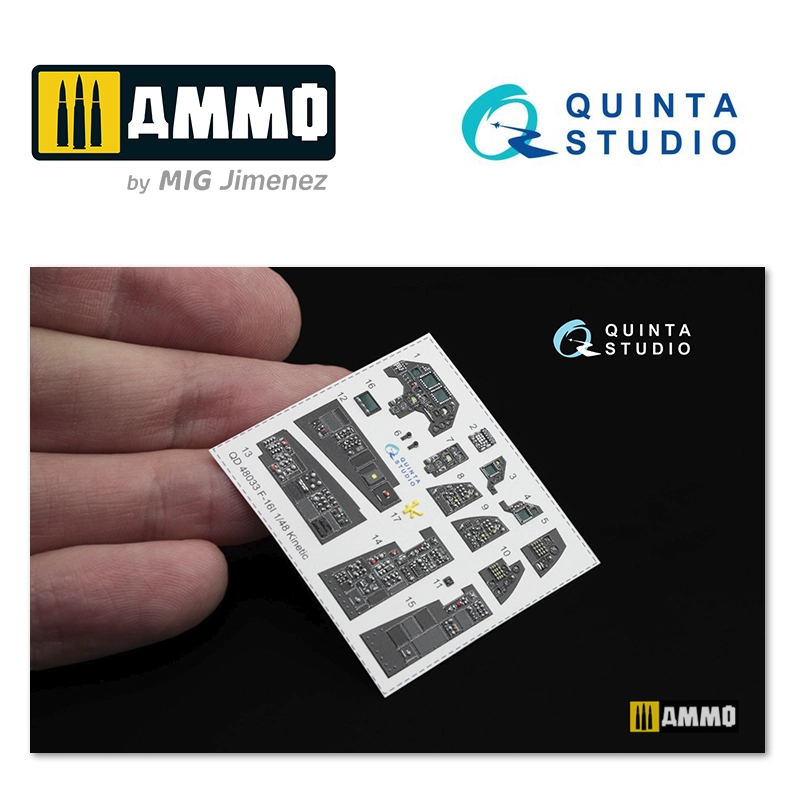 AMMO
by MIG Jimenez
QUINTA
STUDIO
QUINTA
STUDIO
1
16
12
2
6
7
3
13
QUINTA
STUDIO
8
4
17
9
5
QD 48033 F-16I 1/48 Kinetic
14
10
11
15
AMMO